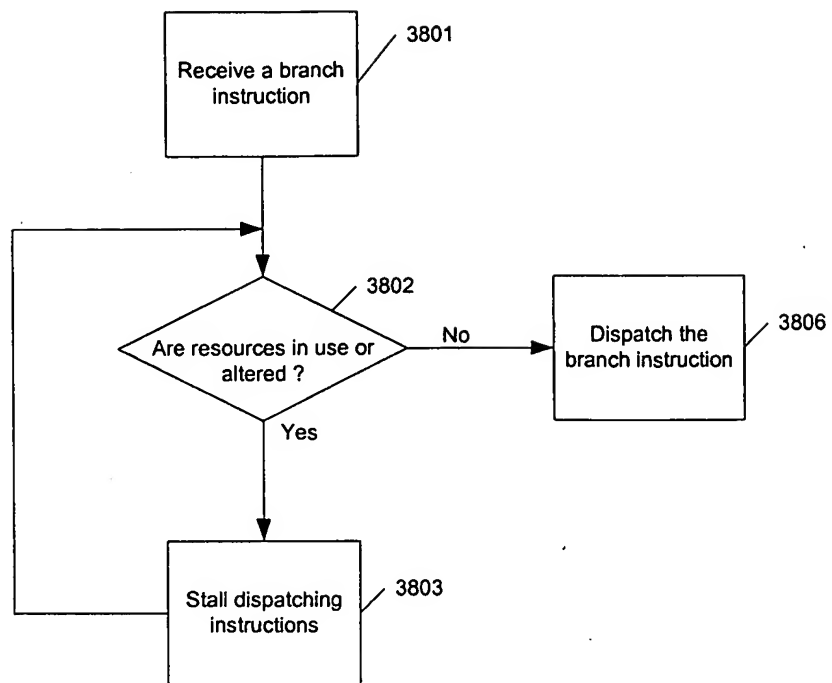 3801
Receive a branch
instruction
3802
Are resources in use or
altered ?
No
Dispatch the
branch instruction
3806
Yes
Stall dispatching
instructions
3803